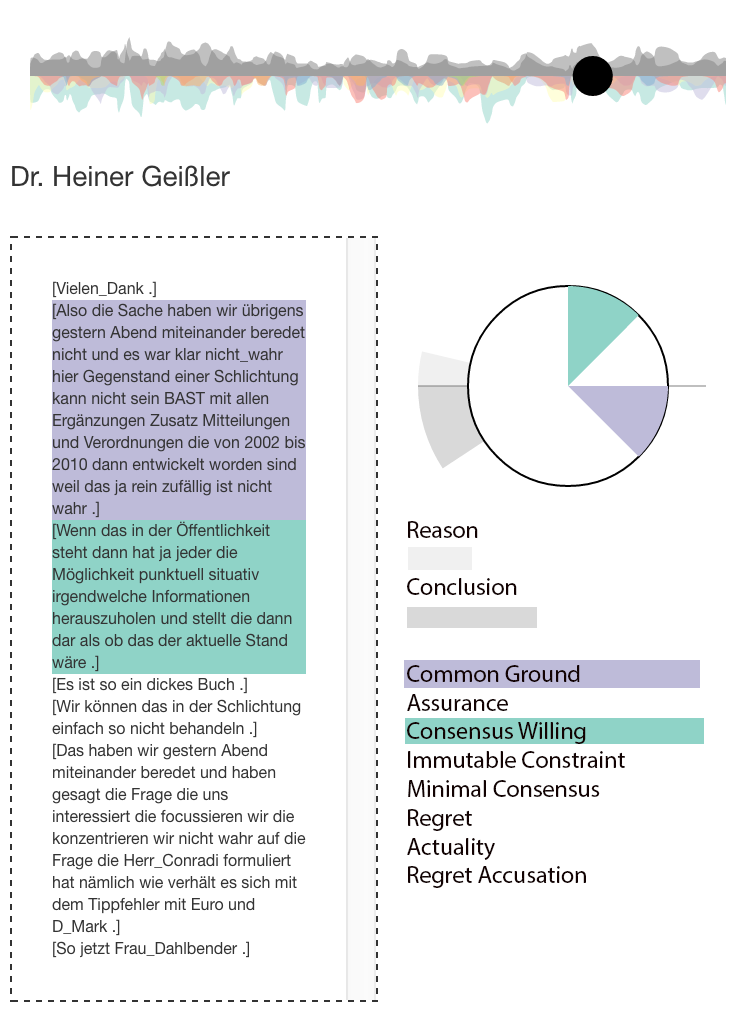 Dr. Heiner Geißler
[Vielen_Dank .]
[Also die Sache haben wir übrigens
gestern Abend miteinander beredet
nicht und es war klar nicht_wahr
hier Gegenstand einer Schlichtung
kann nicht sein BAST mit allen
Ergänzungen Zusatz Mitteilungen
und Verordnungen die von 2002 bis
2010 dann entwickelt worden sind
weil das ja rein zufällig ist nicht
wahr .]
[Wenn das in der Öffentlichkeit
steht dann hat ja jeder die
Möglichkeit punktuell situativ
irgendwelche Informationen
herauszuholen und stellt die dann
dar als ob das der aktuelle Stand
wäre .]
[Es ist so ein dickes Buch .]
[Wir können das in der Schlichtung
einfach so nicht behandeln .]
[Das haben wir gestern Abend
miteinander beredet und haben
gesagt die Frage die uns
interessiert die focussieren wir die
konzentrieren wir nicht wahr auf die
Frage die Herr_Conradi formuliert
hat nämlich wie verhält es sich mit
dem Tippfehler mit Euro und
D_Mark .]
[So jetzt Frau_Dahlbender .]
Reason
Conclusion
Common Ground
Assurance
Consensus Willing
Immutable Constraint
Minimal Consensus
Regret
Actuality
Regret Accusation